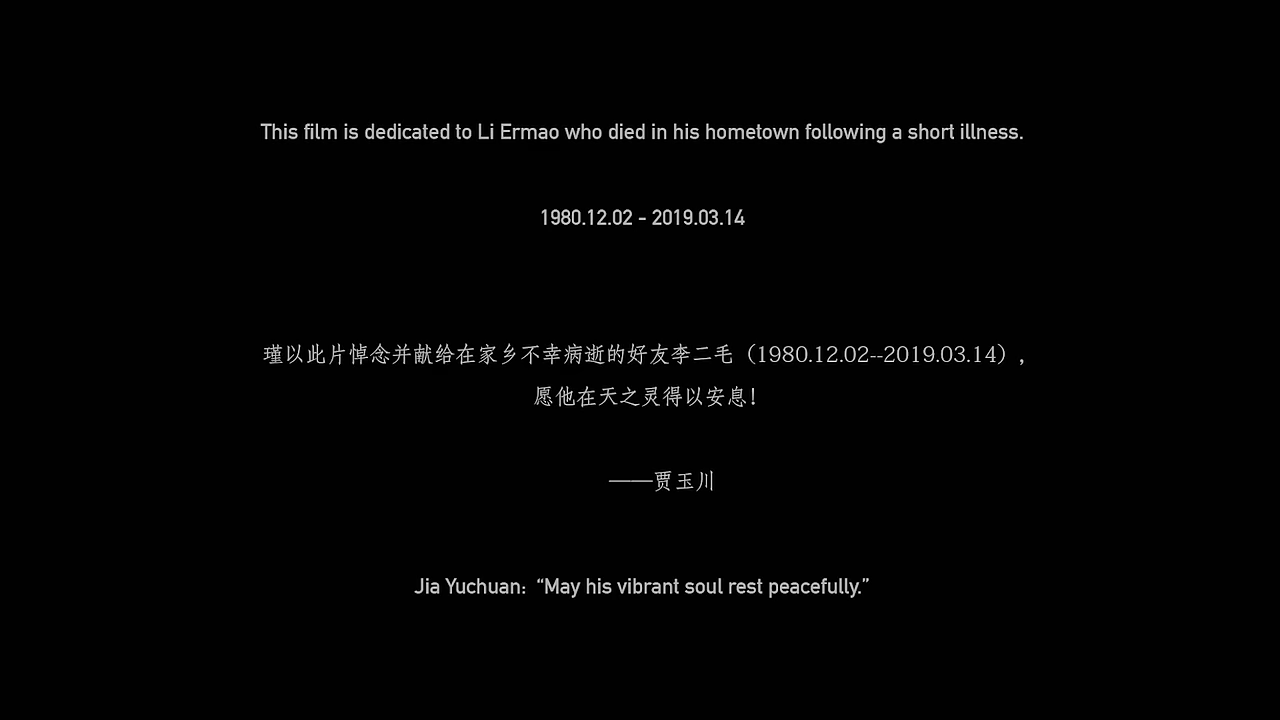 This film is dedicated to Li Ermao who died in his hometown following a short illness.
1980.12.02 - 2019.03.14
瑾以此片悼念并献给在家乡不幸病逝的好友李二毛（1980.12.02--2019.03.14），
愿他在天之灵得以安息！
——贾玉川
Jia Yuchuan: “May his vibrant soul rest peacefully.”